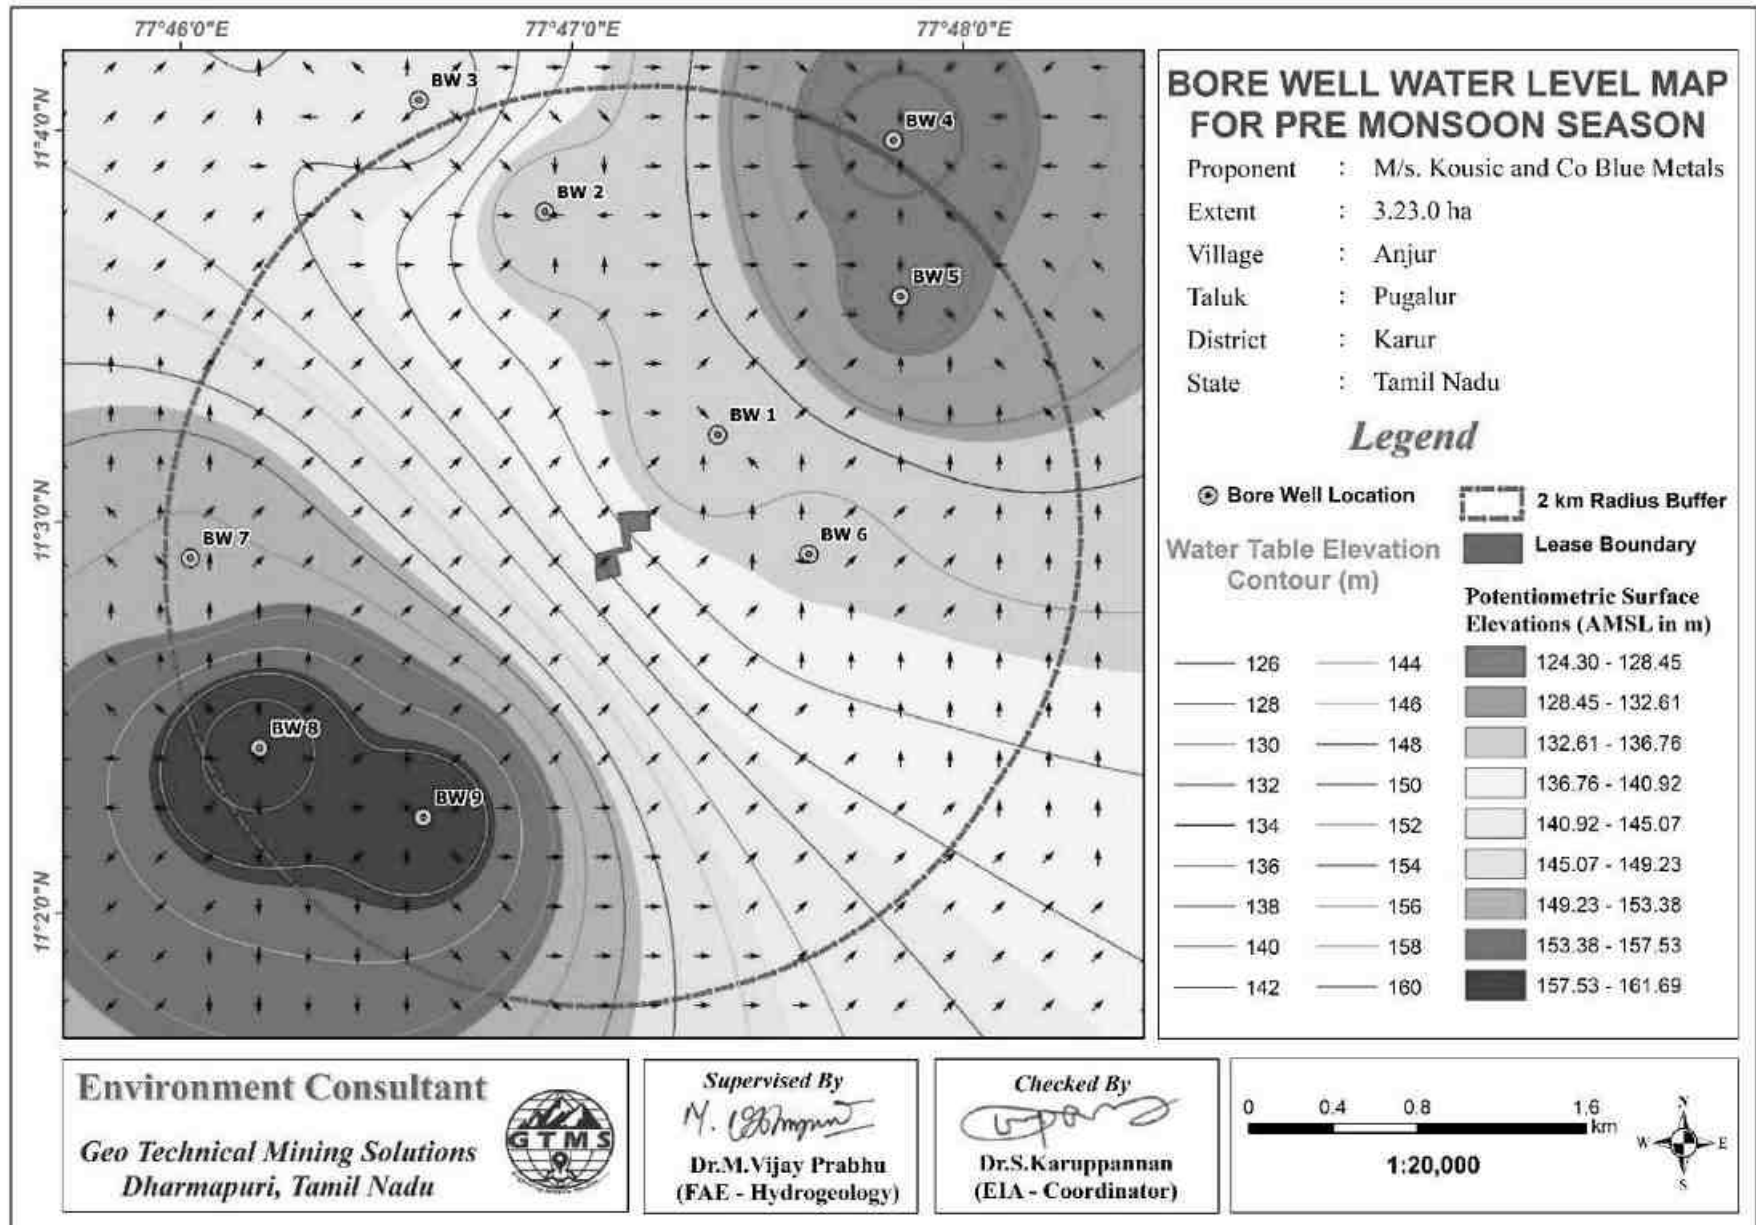 77°46'0"E
77°47'0"E
77°48'0"E
11°4'0"N
11°3'0"N
11°2'0"N
BW 3
BW 4
BW 2
BW 5
BW 1
BW 6
BW 7
BW 8
BW 9
BORE WELL WATER LEVEL MAP
FOR PRE MONSOON SEASON
Proponent : M/s. Kousic and Co Blue Metals
Extent : 3.23.0 ha
Village : Anjur
Taluk : Pugalur
District : Karur
State : Tamil Nadu
Legend
Bore Well Location
2 km Radius Buffer
Lease Boundary
Water Table Elevation
Contour (m)
126
128
130
132
134
136
138
140
142
144
146
148
150
152
154
156
158
160
Potentiometric Surface
Elevations (AMSL in m)
124.30 - 128.45
128.45 - 132.61
132.61 - 136.76
136.76 - 140.92
140.92 - 145.07
145.07 - 149.23
149.23 - 153.38
153.38 - 157.53
157.53 - 161.69
Environment Consultant
Geo Technical Mining Solutions
Dharmapuri, Tamil Nadu
GTMS
Supervised By
Dr.M.Vijay Prabhu
(FAE - Hydrogeology)
Checked By
Dr.S.Karuppannan
(EIA - Coordinator)
0 0.4 0.8 1.6
km
1:20,000
N
W E
S